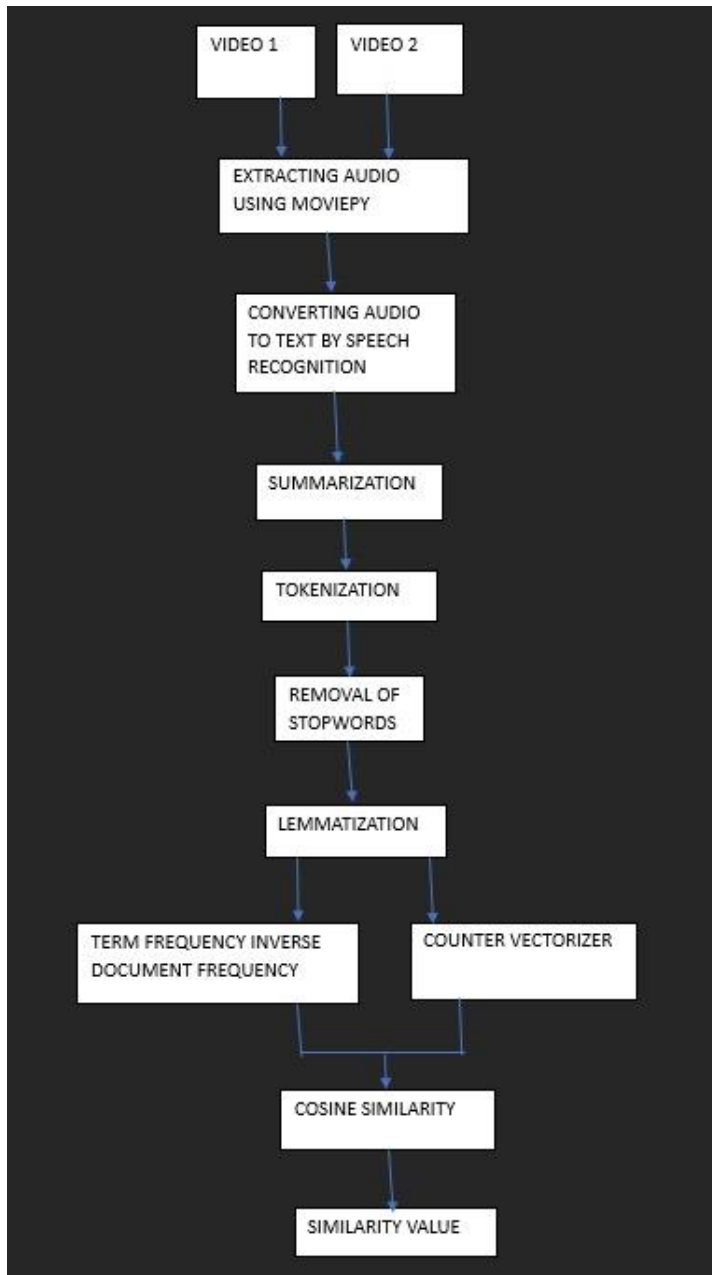 VIDEO 1
VIDEO 2
EXTRACTING AUDIO
USING MOVIEPY
CONVERTING AUDIO
TO TEXT BY SPEECH
RECOGNITION
SUMMARIZATION
TOKENIZATION
REMOVAL OF
STOPWORDS
LEMMATIZATION
TERM FREQUENCY INVERSE
DOCUMENT FREQUENCY
COUNTER VECTORIZER
COSINE SIMILARITY
SIMILARITY VALUE